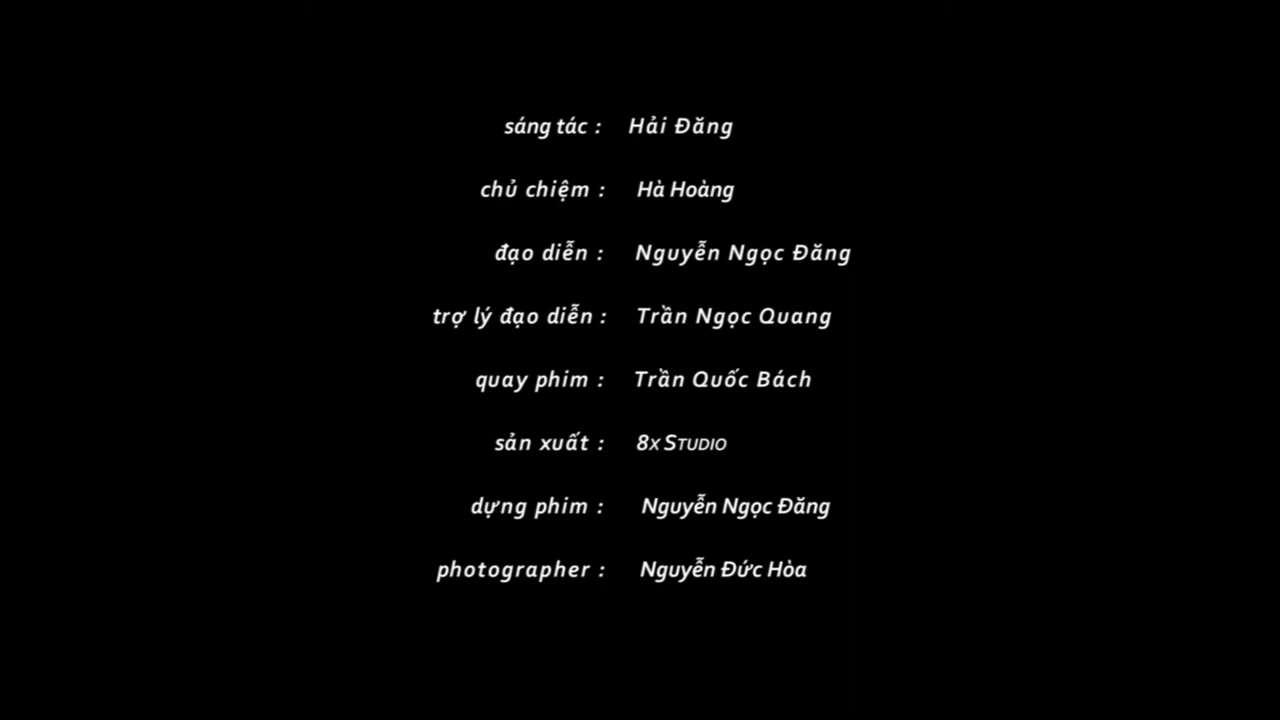 sáng tác : Hải Đăng
chủ chiệm : Hà Hoàng
đạo diễn : Nguyễn Ngọc Đăng
trợ lý đạo diễn : Trần Ngọc Quang
quay phim : Trần Quốc Bách
sản xuất : 8x Studio
dựng phim : Nguyễn Ngọc Đăng
photographer : Nguyễn Đức Hòa